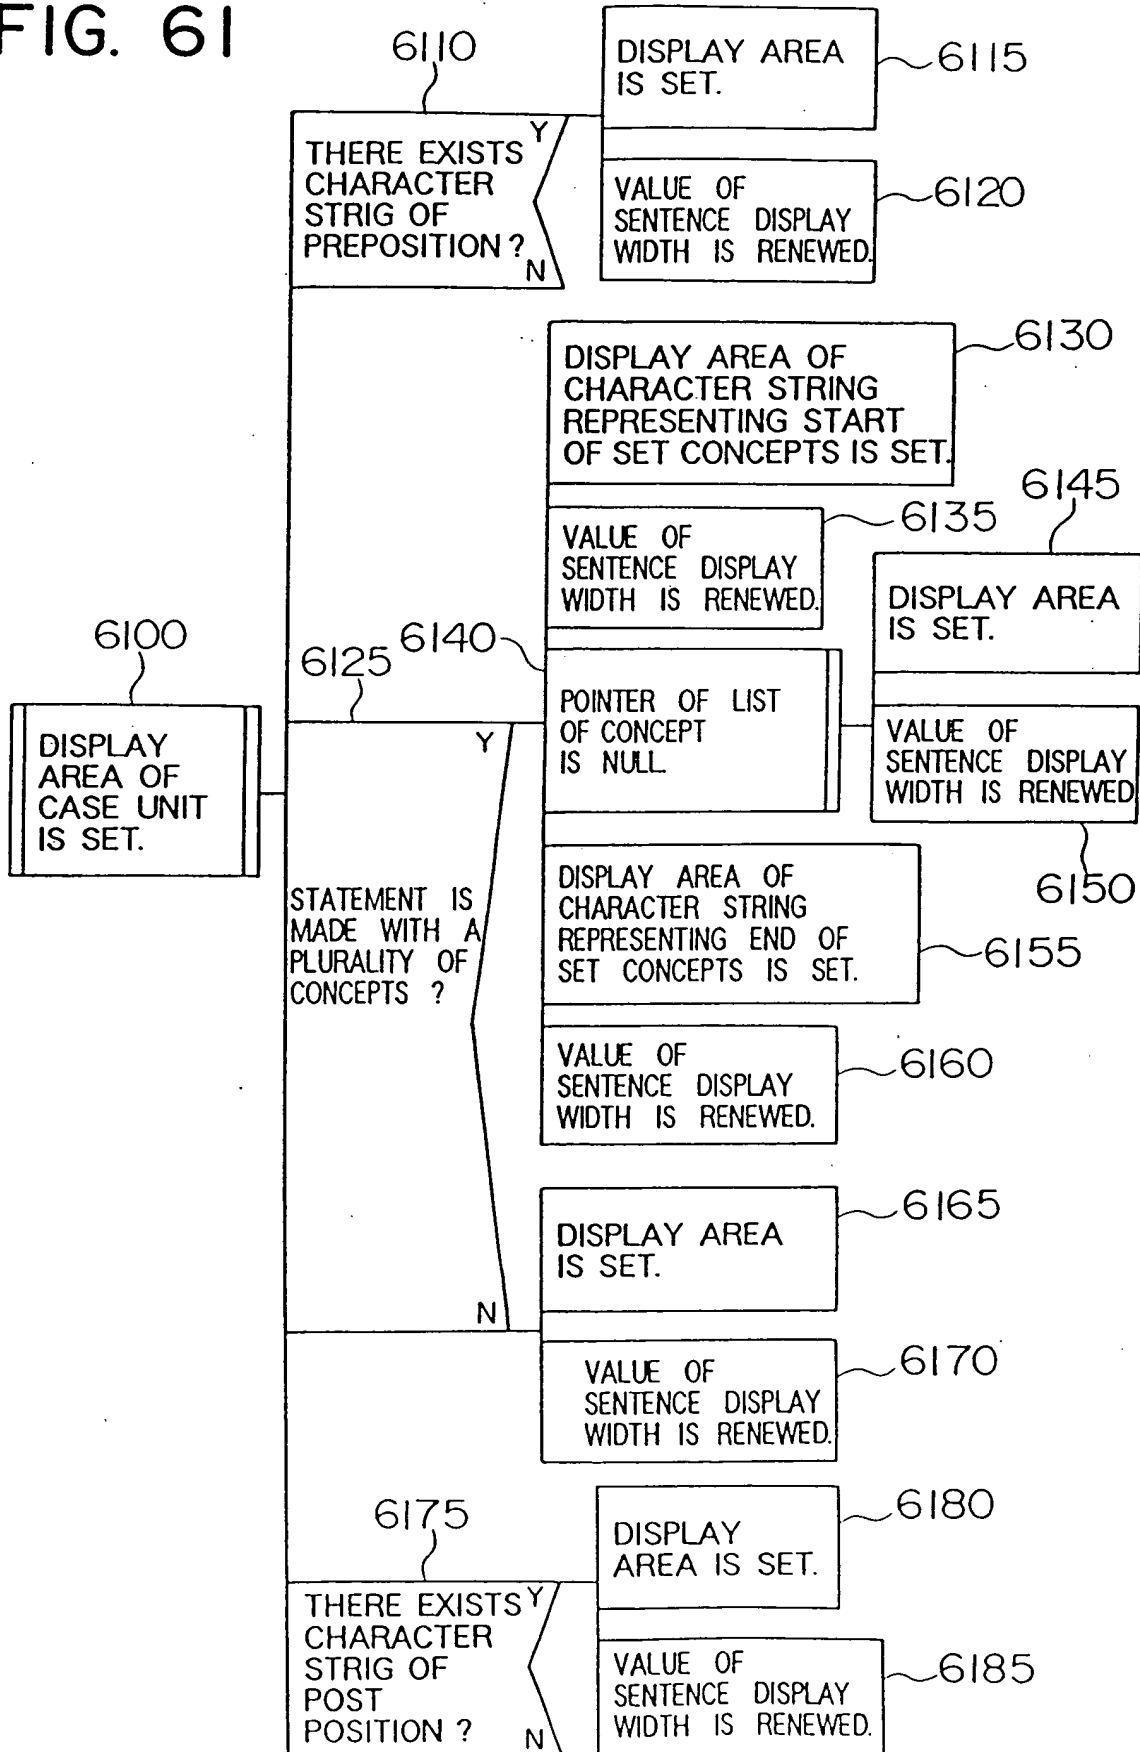 FIG. 61
6110
THERE EXISTS
CHARACTER
STRIG OF
PREPOSITION ?
Y
N
DISPLAY AREA
IS SET.
6115
VALUE OF
SENTENCE DISPLAY
WIDTH IS RENEWED.
6120
DISPLAY AREA OF
CHARACTER STRING
REPRESENTING START
OF SET CONCEPTS IS SET.
6130
VALUE OF
SENTENCE DISPLAY
WIDTH IS RENEWED.
6135
6145
DISPLAY AREA
IS SET.
6100
DISPLAY
AREA OF
CASE UNIT
IS SET.
6125
6140
POINTER OF LIST
OF CONCEPT
IS NULL.
VALUE OF
SENTENCE DISPLAY
WIDTH IS RENEWED
6150
Y
STATEMENT IS
MADE WITH A
PLURALITY OF
CONCEPTS ?
N
DISPLAY AREA OF
CHARACTER STRING
REPRESENTING END OF
SET CONCEPTS IS SET.
6155
VALUE OF
SENTENCE DISPLAY
WIDTH IS RENEWED.
6160
DISPLAY AREA
IS SET.
6165
VALUE OF
SENTENCE DISPLAY
WIDTH IS RENEWED.
6170
6175
THERE EXISTS
CHARACTER
STRIG OF
POST
POSITION ?
Y
N
DISPLAY
AREA IS SET.
6180
VALUE OF
SENTENCE DISPLAY
WIDTH IS RENEWED.
6185